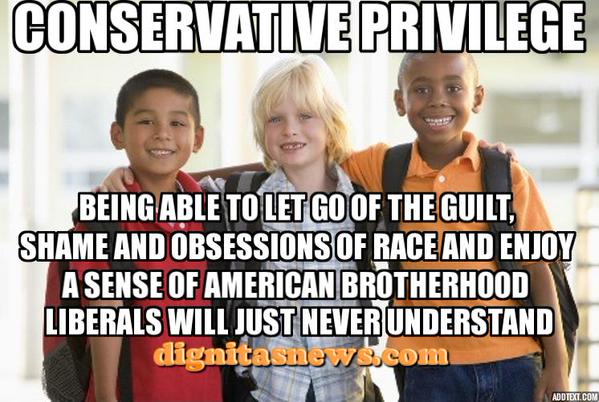 CONSERVATIVE PRIVILEGE
BEING ABLE TO LET GO OF THE GUILT,
SHAME AND OBSESSIONS OF RACE AND ENJOY
A SENSE OF AMERICAN BROTHERHOOD
LIBERALS WILL JUST NEVER UNDERSTAND
dignitasnews.com
ADDTEXT.COM